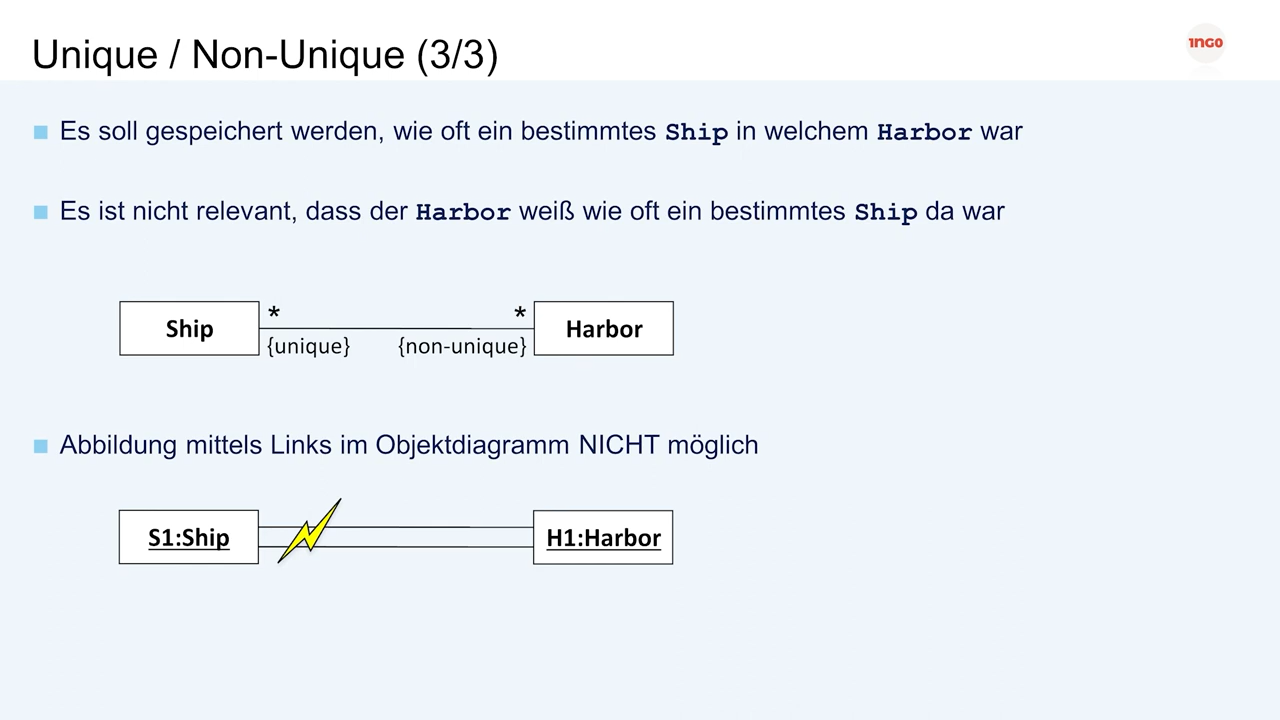 Unique / Non-Unique (3/3)
1NGO
Es soll gespeichert werden, wie oft ein bestimmtes Ship in welchem Harbor war
Es ist nicht relevant, dass der Harbor weiß wie oft ein bestimmtes Ship da war
Ship * * Harbor
{unique} {non-unique}
Abbildung mittels Links im Objektdiagramm NICHT möglich
S1:Ship H1:Harbor